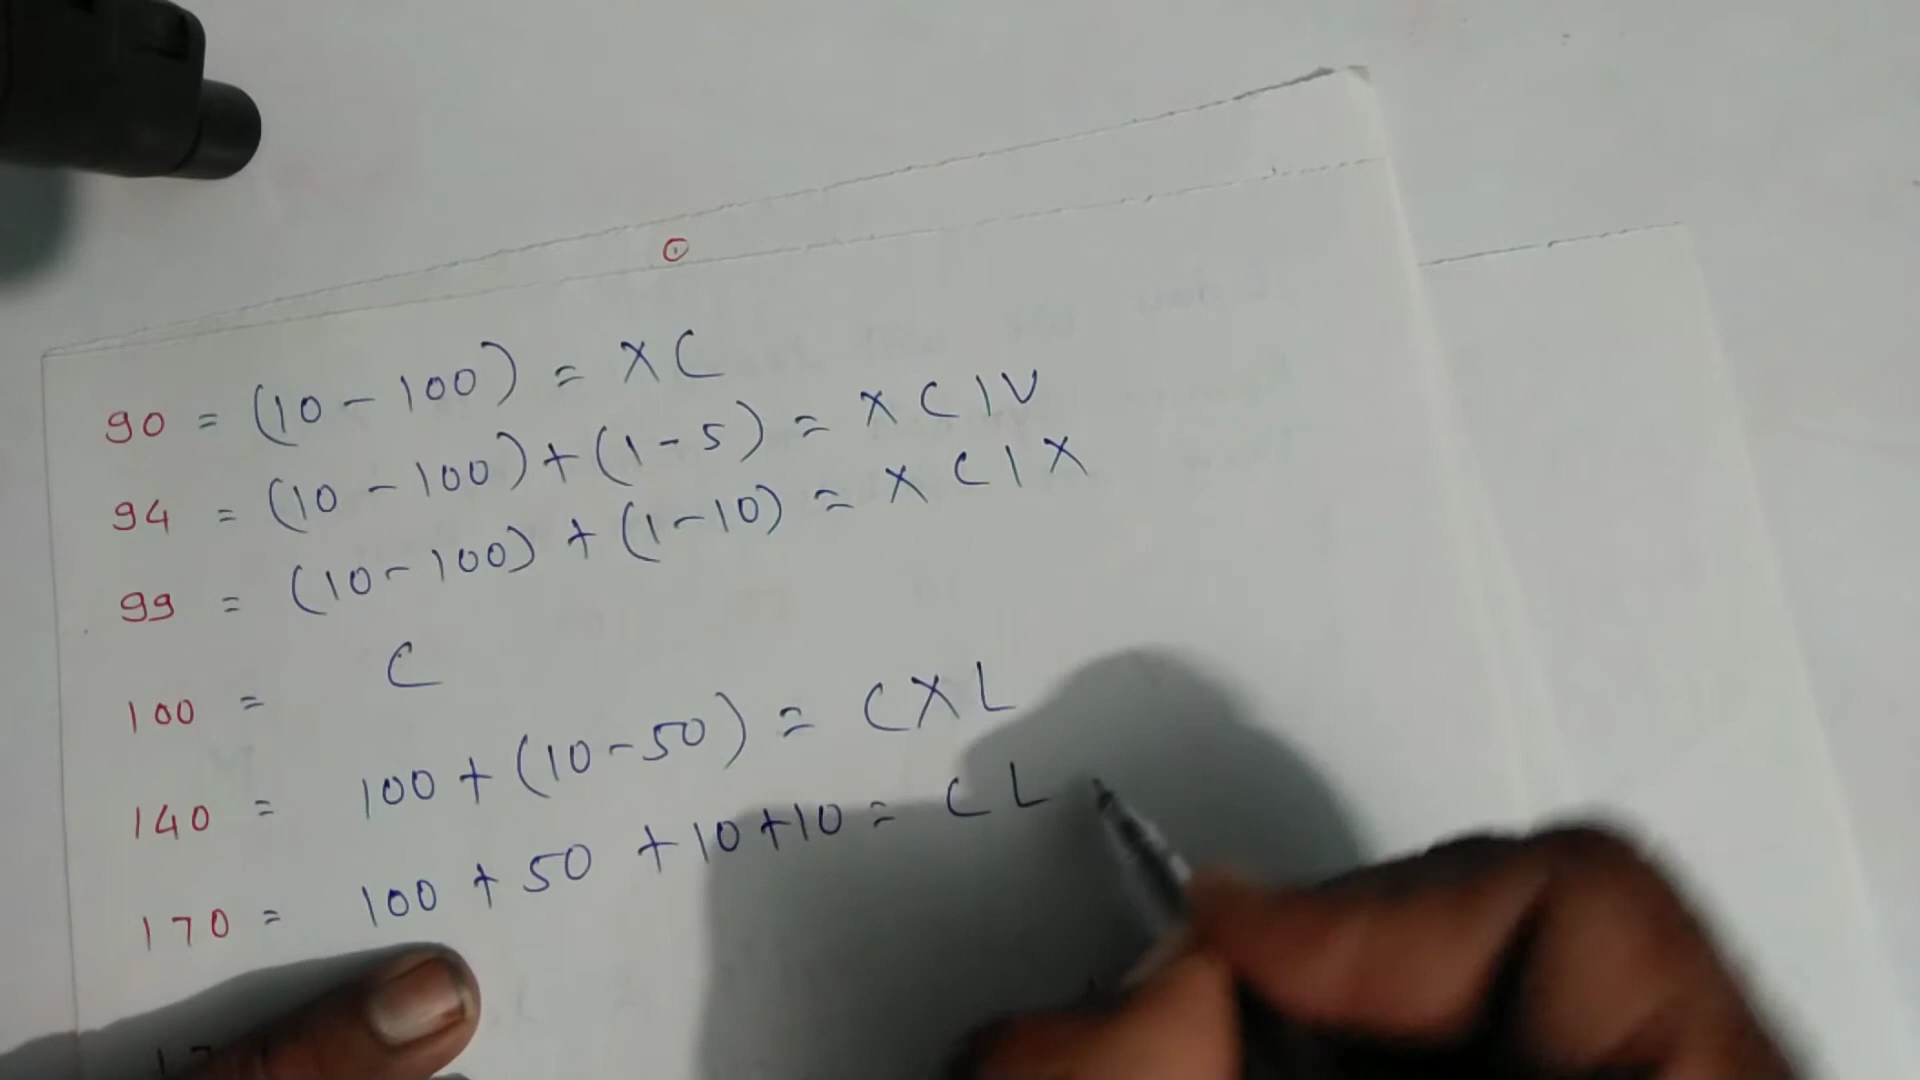 ①
90 = (10 - 100) = XC
94 = (10 - 100) + (1 - 5) = XCIV
99 = (10 - 100) + (1 - 10) = XCIX
100 = C
140 = 100 + (10 - 50) = CXL
170 = 100 + 50 + 10 + 10 = CL